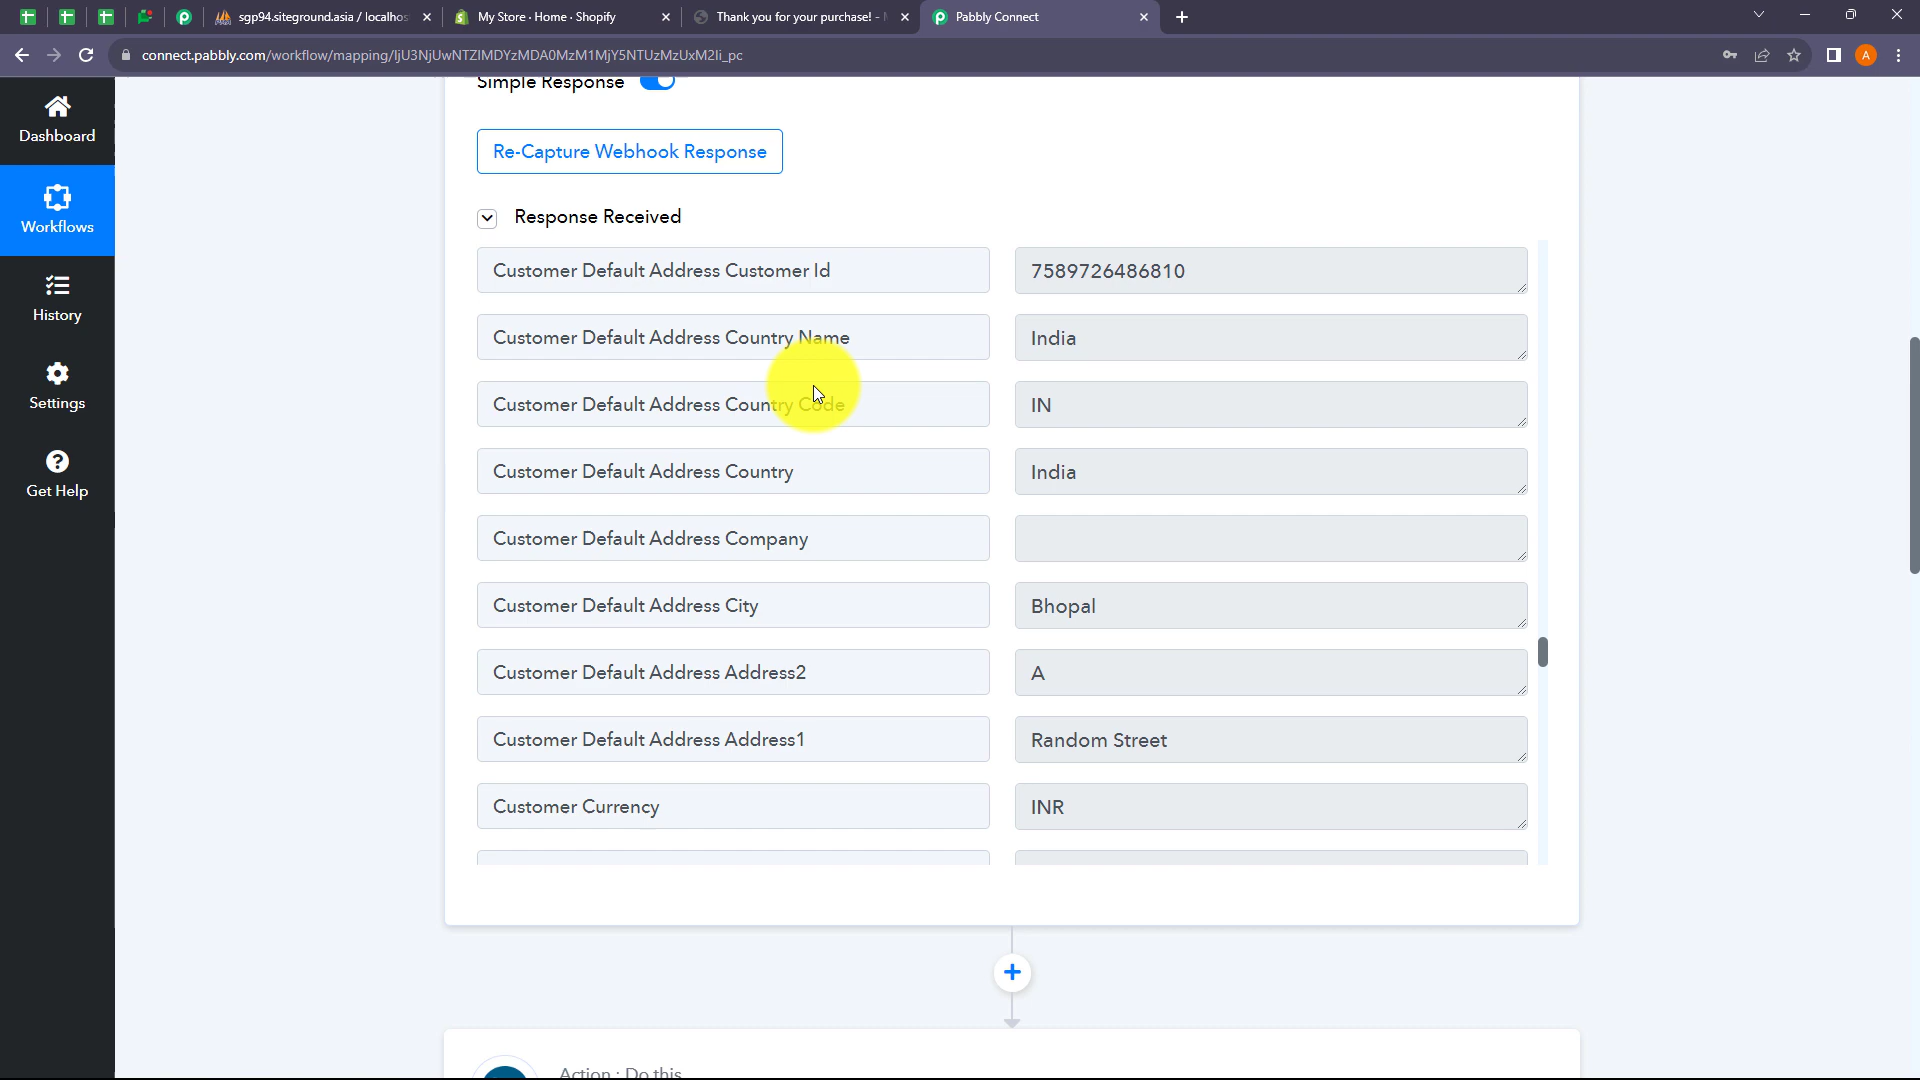 sgp94.siteground.asia / localhos
My Store · Home · Shopify
Thank you for your purchase! -
Pabbly Connect
connect.pabbly.com/workflow/mapping/IjU3NjUwNTZlMDYzMDA0MzM1MjY5NTUzMzUxM2Ii_pc
A
Dashboard
Workflows
History
Settings
Get Help
Simple Response
Re-Capture Webhook Response
Response Received
Customer Default Address Customer Id 7589726486810
Customer Default Address Country Name India
Customer Default Address Country Code IN
Customer Default Address Country India
Customer Default Address Company
Customer Default Address City Bhopal
Customer Default Address Address2 A
Customer Default Address Address1 Random Street
Customer Currency INR
Action : Do this